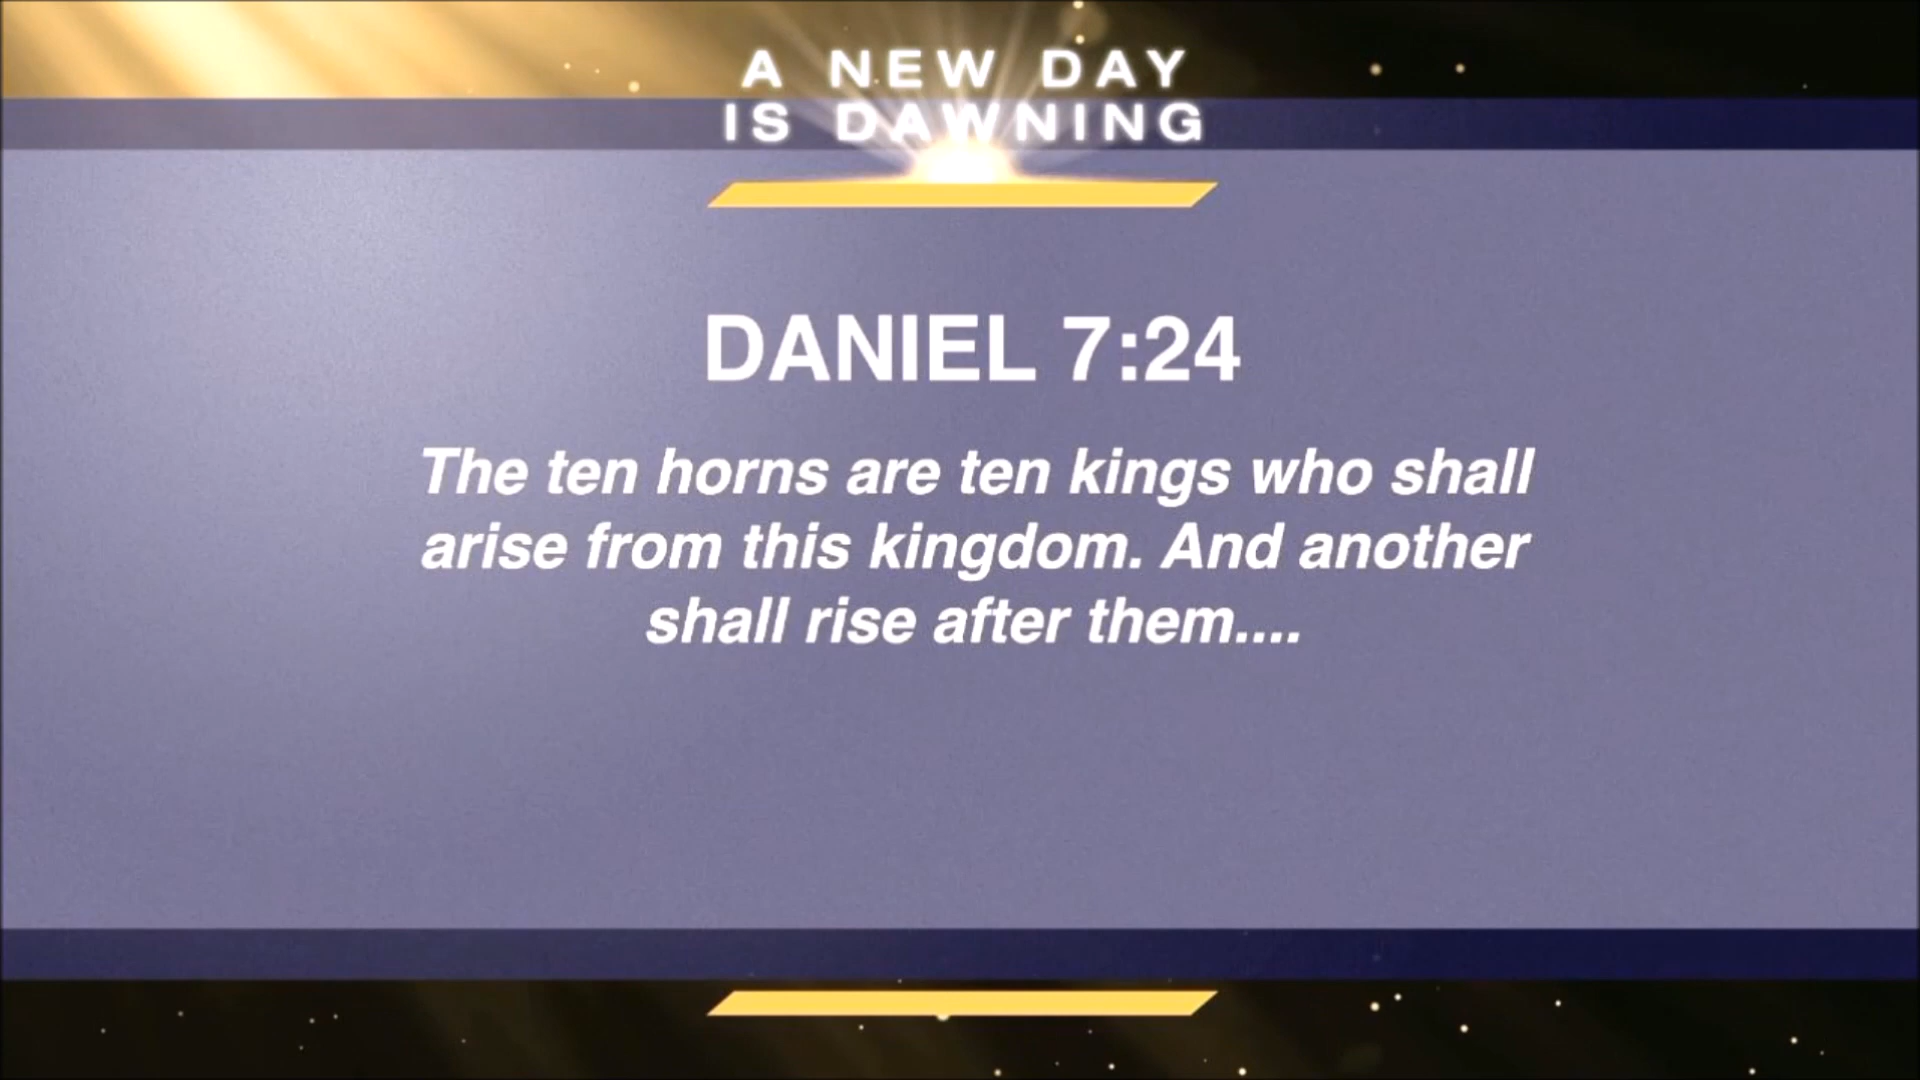 A NEW DAY
IS DAWNING
DANIEL 7:24
The ten horns are ten kings who shall
arise from this kingdom. And another
shall rise after them....